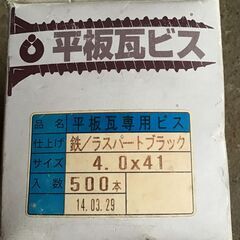 平板瓦ビス
品名 平板瓦専用ビス
仕上げ 鉄/ラスパートブラック
サイズ 4.0x41
入数 500本
14.03.29